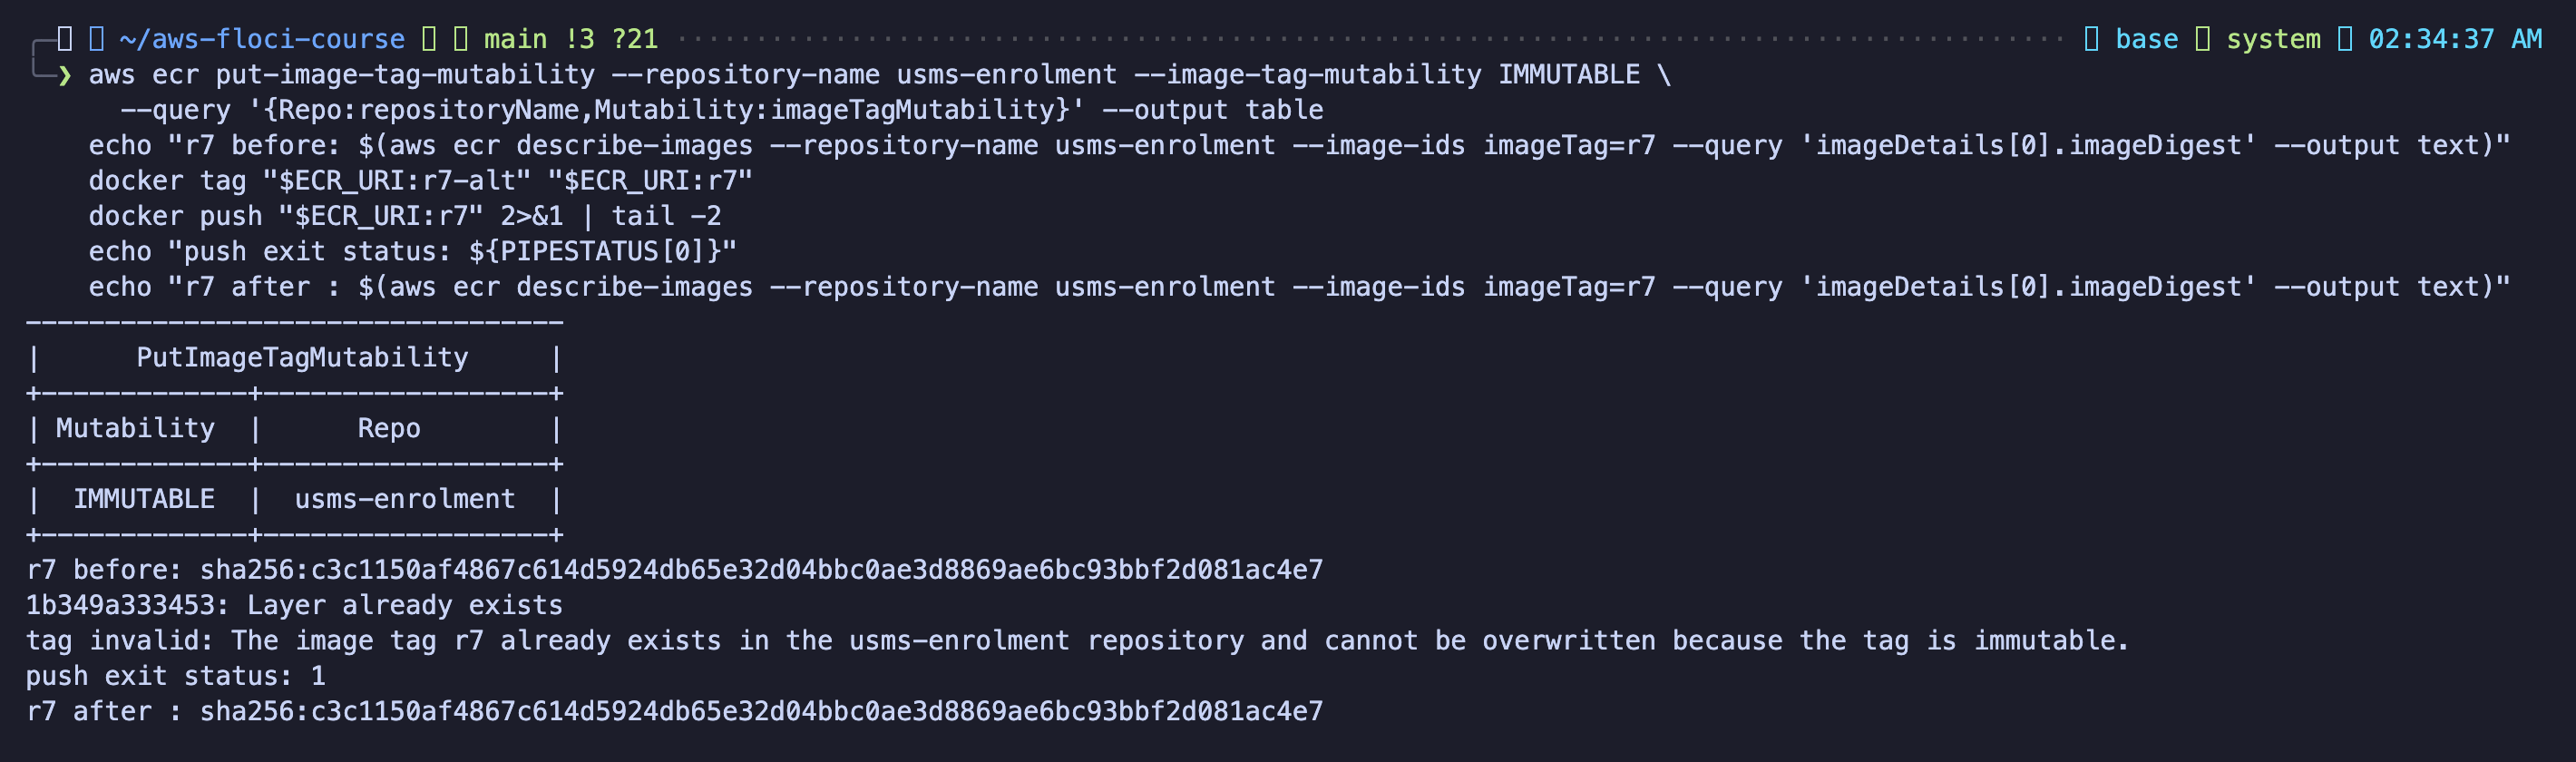 ~/aws-floci-course main !3 ?21 base system 02:34:37 AM
❯ aws ecr put-image-tag-mutability --repository-name usms-enrolment --image-tag-mutability IMMUTABLE \
--query '{Repo:repositoryName,Mutability:imageTagMutability}' --output table
echo "r7 before: $(aws ecr describe-images --repository-name usms-enrolment --image-ids imageTag=r7 --query 'imageDetails[0].imageDigest' --output text)"
docker tag "$ECR_URI:r7-alt" "$ECR_URI:r7"
docker push "$ECR_URI:r7" 2>&1 | tail -2
echo "push exit status: ${PIPESTATUS[0]}"
echo "r7 after : $(aws ecr describe-images --repository-name usms-enrolment --image-ids imageTag=r7 --query 'imageDetails[0].imageDigest' --output text)"
----------------------------------
|      PutImageTagMutability     |
+-------------+------------------+
| Mutability  |      Repo        |
+-------------+------------------+
|  IMMUTABLE  |  usms-enrolment  |
+-------------+------------------+
r7 before: sha256:c3c1150af4867c614d5924db65e32d04bbc0ae3d8869ae6bc93bbf2d081ac4e7
1b349a333453: Layer already exists
tag invalid: The image tag r7 already exists in the usms-enrolment repository and cannot be overwritten because the tag is immutable.
push exit status: 1
r7 after : sha256:c3c1150af4867c614d5924db65e32d04bbc0ae3d8869ae6bc93bbf2d081ac4e7